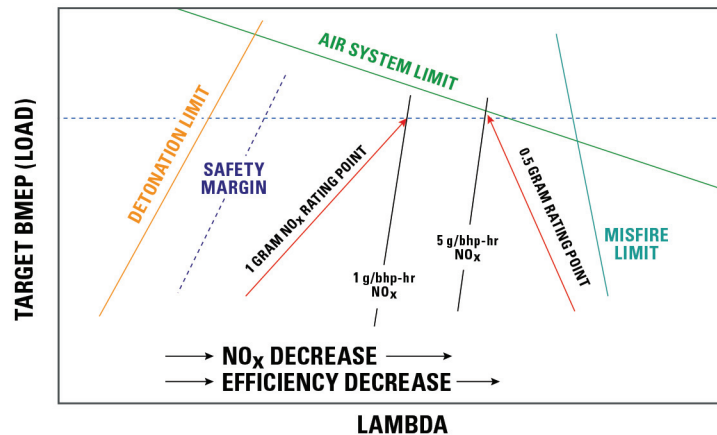 AIR SYSTEM LIMIT
DETONATION LIMIT
SAFETY
MARGIN
1 GRAM NOx RATING POINT
0.5 GRAM RATING POINT
MISFIRE
LIMIT
5 g/bhp-hr
NOx
1 g/bhp-hr
NOx
TARGET BMEP (LOAD)
NOx DECREASE
EFFICIENCY DECREASE
LAMBDA